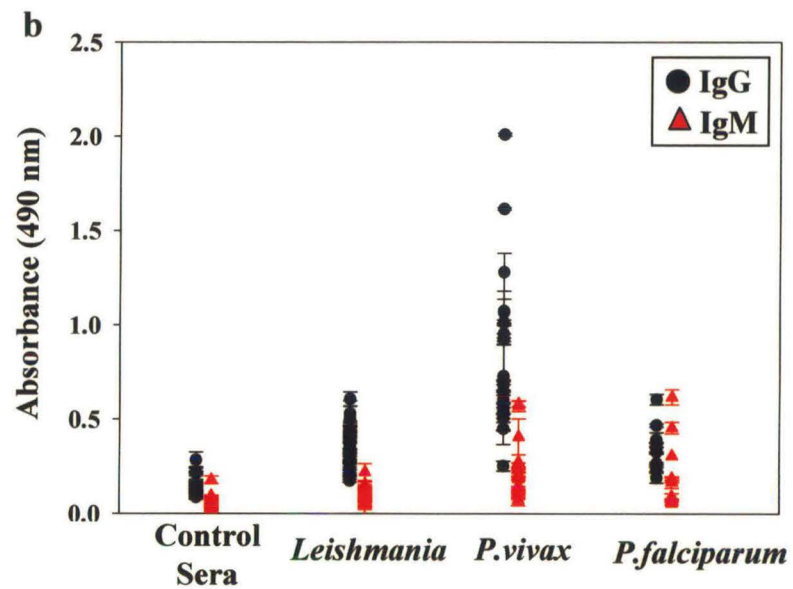 b
2.5
2.0
1.5
1.0
0.5
0.0
Absorbance (490 nm)
IgG
IgM
Control
Sera
Leishmania
P.vivax
P.falciparum